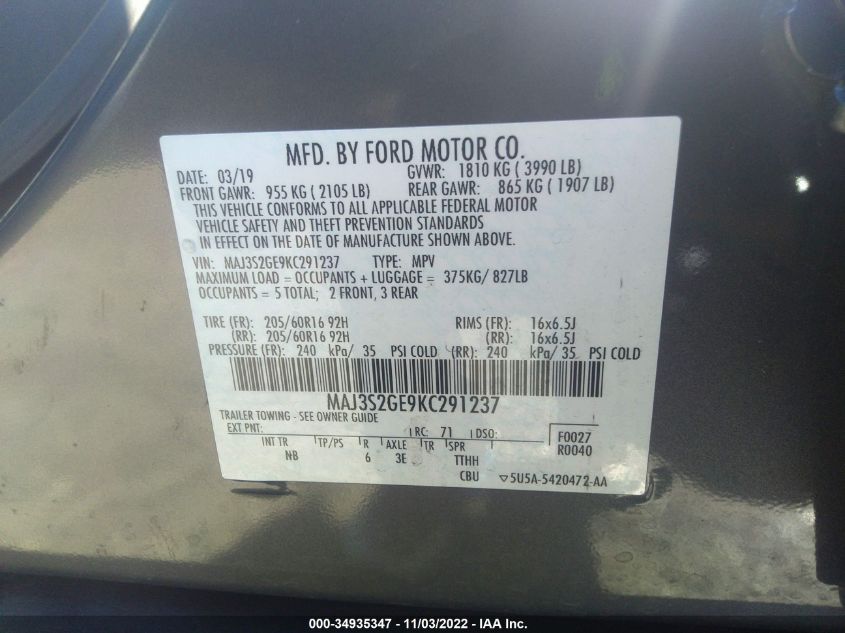 MFD. BY FORD MOTOR CO.
DATE: 03/19 GVWR: 1810 KG ( 3990 LB)
FRONT GAWR: 955 KG ( 2105 LB) REAR GAWR: 865 KG ( 1907 LB)
THIS VEHICLE CONFORMS TO ALL APPLICABLE FEDERAL MOTOR
VEHICLE SAFETY AND THEFT PREVENTION STANDARDS
IN EFFECT ON THE DATE OF MANUFACTURE SHOWN ABOVE.
VIN: MAJ3S2GE9KC291237 TYPE: MPV
MAXIMUM LOAD = OCCUPANTS + LUGGAGE = 375KG/ 827LB
OCCUPANTS = 5 TOTAL; 2 FRONT, 3 REAR
TIRE (FR): 205/60R16 92H RIMS (FR): 16x6.5J
(RR): 205/60R16 92H (RR): 16x6.5J
PRESSURE (FR): 240 kPa/ 35 PSI COLD (RR): 240 kPa/ 35 PSI COLD
MAJ3S2GE9KC291237
TRAILER TOWING - SEE OWNER GUIDE
EXT PNT: RC: 71 DSO: F0027
R0040
INT TR TP/PS R AXLE TR SPR
NB 6 3E TTHH
CBU 5U5A-5420472-AA
000-34935347 - 11/03/2022 - IAA Inc.